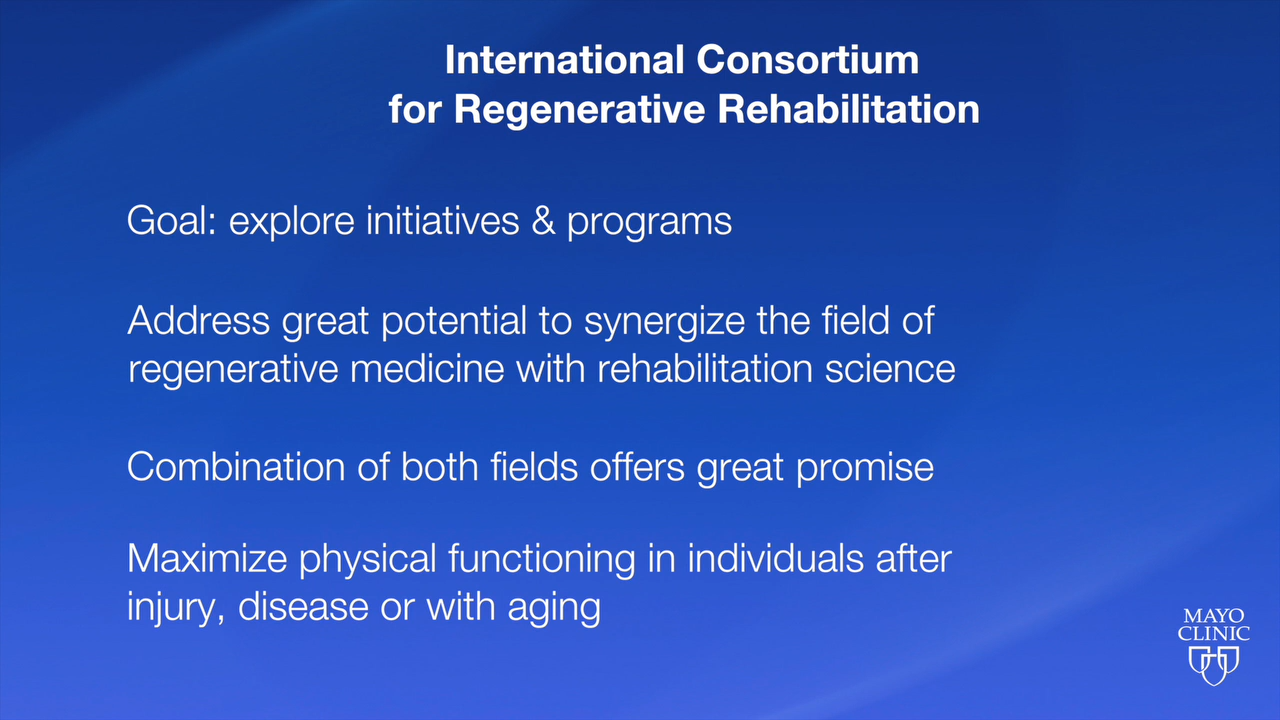 International Consortium
for Regenerative Rehabilitation
Goal: explore initiatives & programs
Address great potential to synergize the field of
regenerative medicine with rehabilitation science
Combination of both fields offers great promise
Maximize physical functioning in individuals after
injury, disease or with aging
MAYO
CLINIC